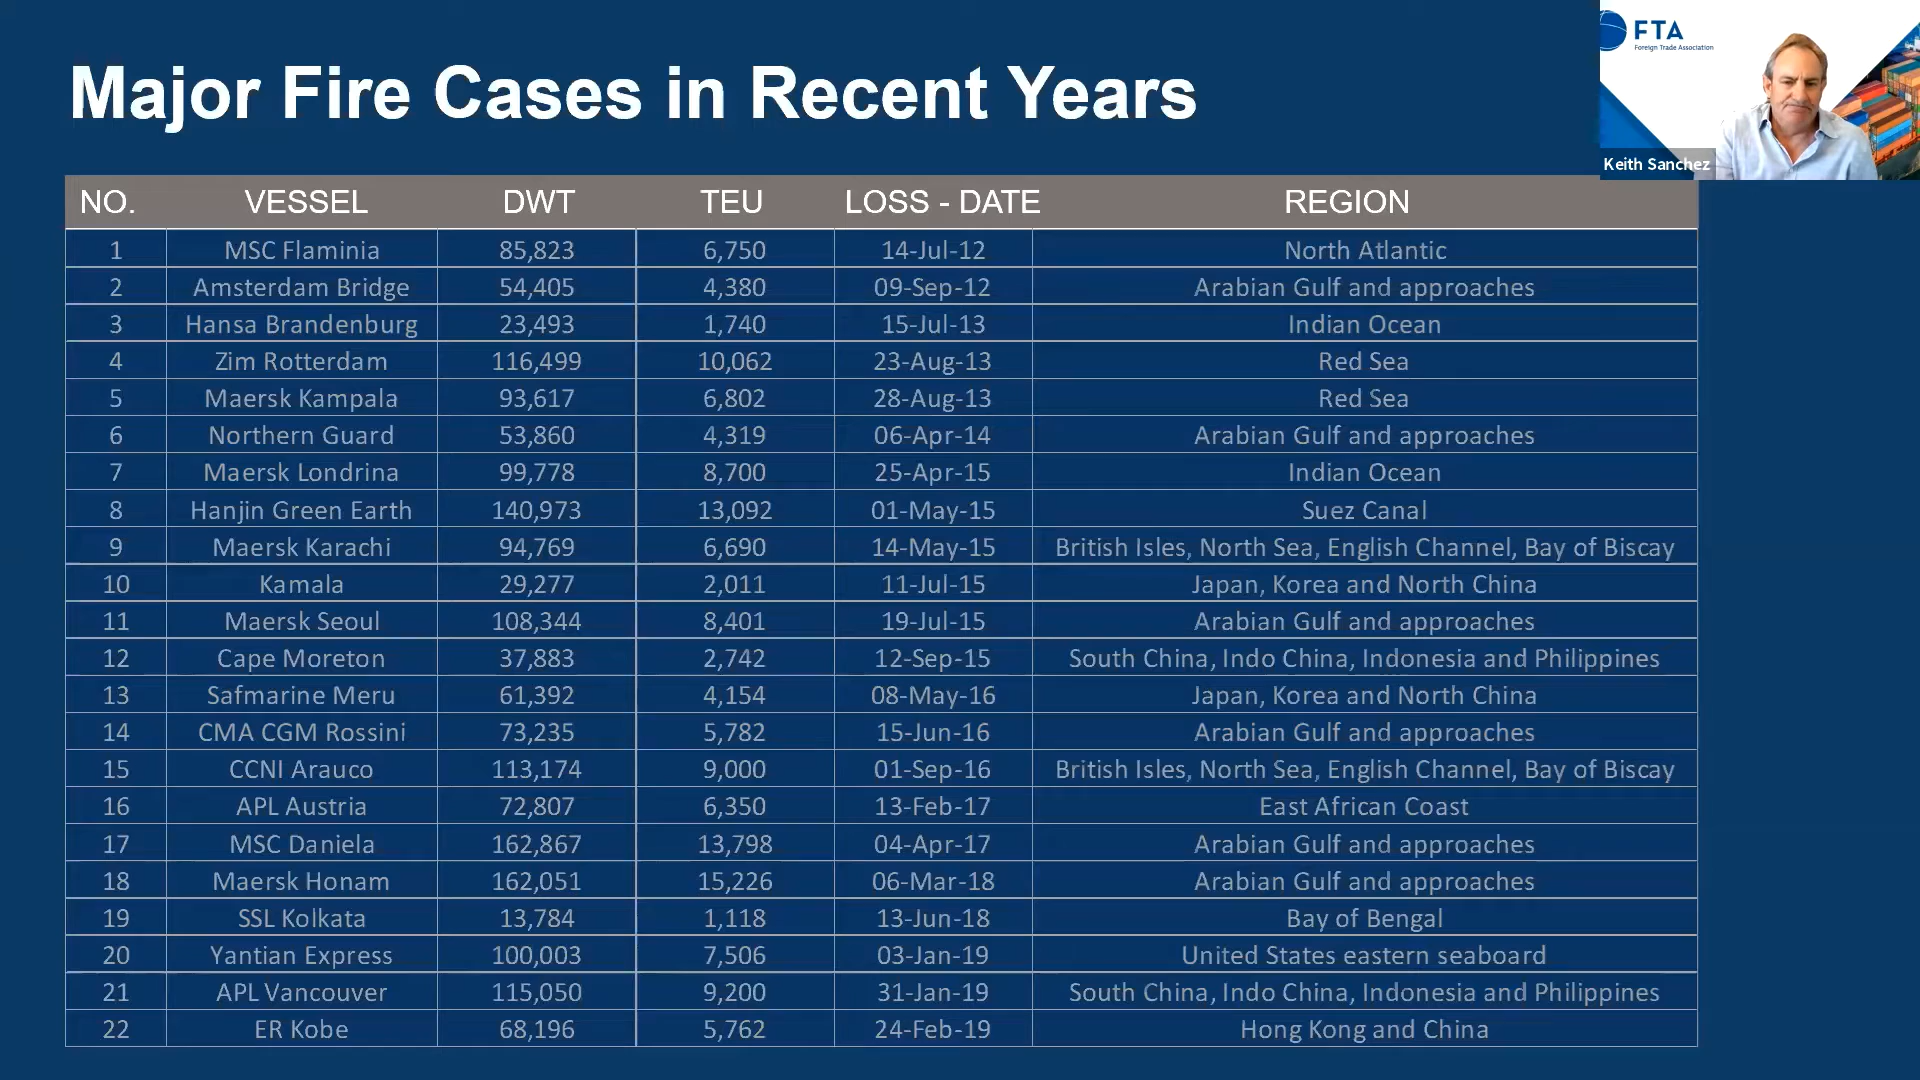 Major Fire Cases in Recent Years
FTA
Foreign Trade Association
Keith Sanchez
NO. VESSEL DWT TEU LOSS - DATE REGION
1 MSC Flaminia 85,823 6,750 14-Jul-12 North Atlantic
2 Amsterdam Bridge 54,405 4,380 09-Sep-12 Arabian Gulf and approaches
3 Hansa Brandenburg 23,493 1,740 15-Jul-13 Indian Ocean
4 Zim Rotterdam 116,499 10,062 23-Aug-13 Red Sea
5 Maersk Kampala 93,617 6,802 28-Aug-13 Red Sea
6 Northern Guard 53,860 4,319 06-Apr-14 Arabian Gulf and approaches
7 Maersk Londrina 99,778 8,700 25-Apr-15 Indian Ocean
8 Hanjin Green Earth 140,973 13,092 01-May-15 Suez Canal
9 Maersk Karachi 94,769 6,690 14-May-15 British Isles, North Sea, English Channel, Bay of Biscay
10 Kamala 29,277 2,011 11-Jul-15 Japan, Korea and North China
11 Maersk Seoul 108,344 8,401 19-Jul-15 Arabian Gulf and approaches
12 Cape Moreton 37,883 2,742 12-Sep-15 South China, Indo China, Indonesia and Philippines
13 Safmarine Meru 61,392 4,154 08-May-16 Japan, Korea and North China
14 CMA CGM Rossini 73,235 5,782 15-Jun-16 Arabian Gulf and approaches
15 CCNI Arauco 113,174 9,000 01-Sep-16 British Isles, North Sea, English Channel, Bay of Biscay
16 APL Austria 72,807 6,350 13-Feb-17 East African Coast
17 MSC Daniela 162,867 13,798 04-Apr-17 Arabian Gulf and approaches
18 Maersk Honam 162,051 15,226 06-Mar-18 Arabian Gulf and approaches
19 SSL Kolkata 13,784 1,118 13-Jun-18 Bay of Bengal
20 Yantian Express 100,003 7,506 03-Jan-19 United States eastern seaboard
21 APL Vancouver 115,050 9,200 31-Jan-19 South China, Indo China, Indonesia and Philippines
22 ER Kobe 68,196 5,762 24-Feb-19 Hong Kong and China